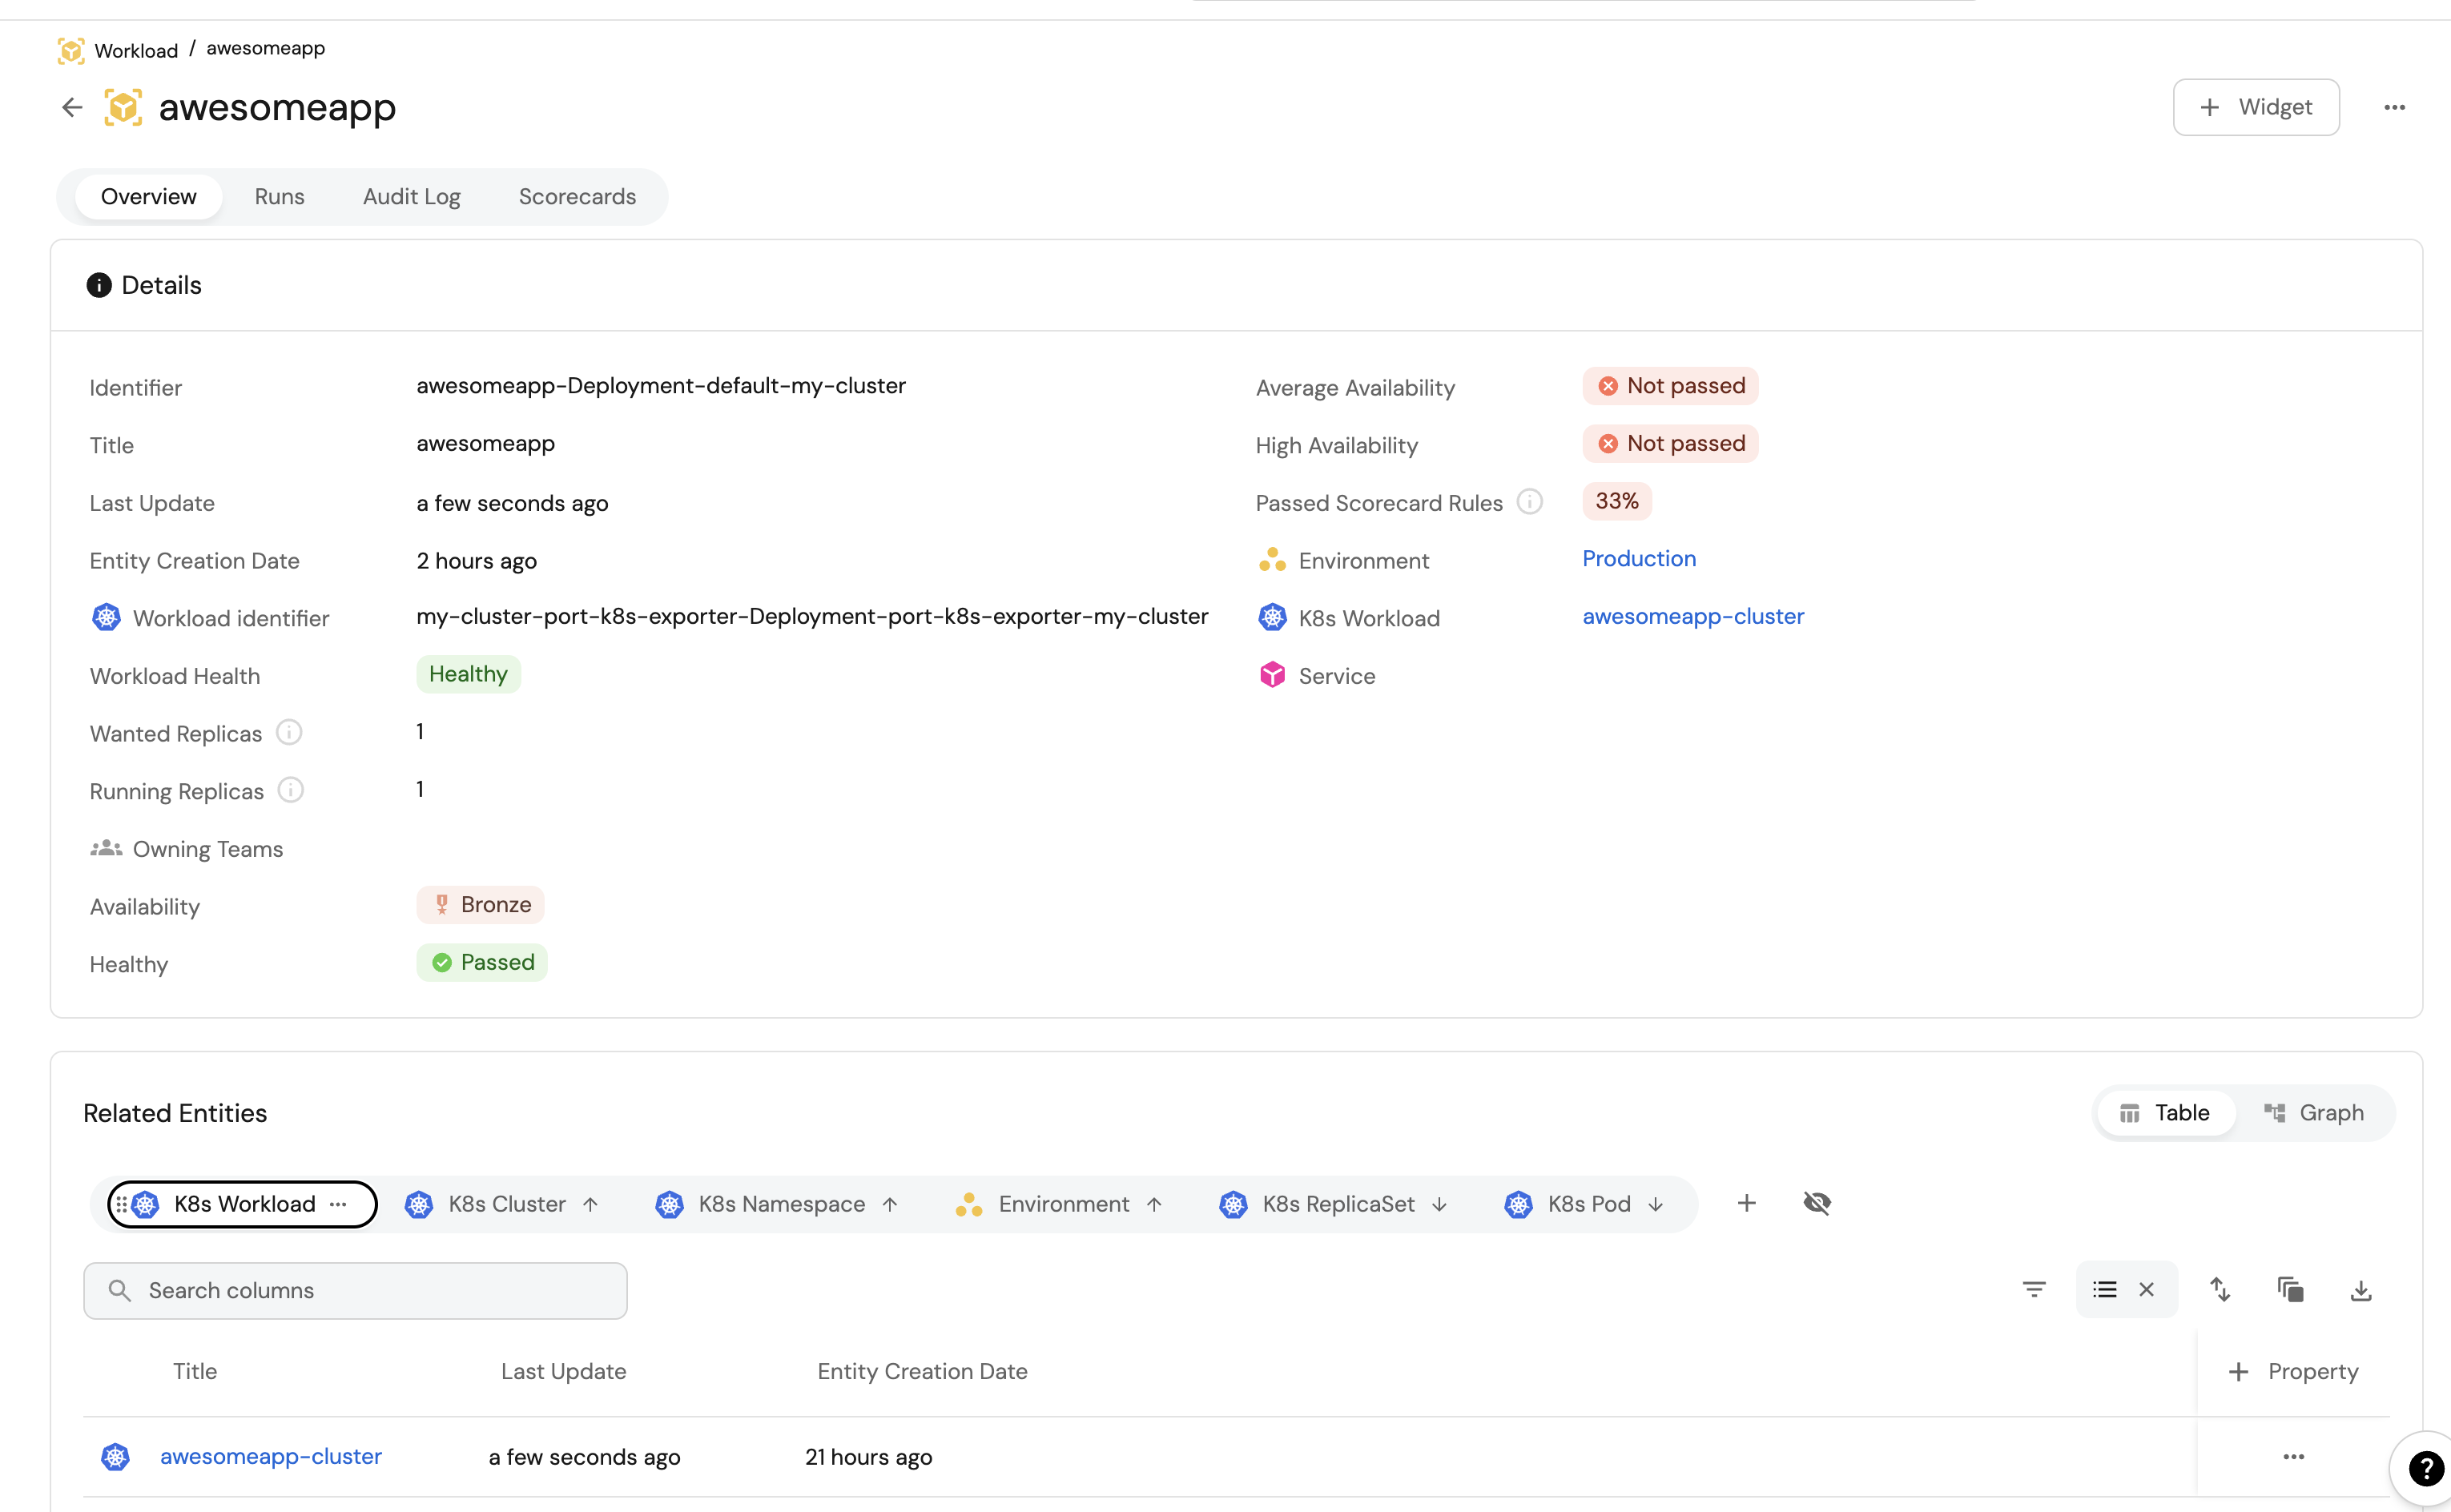 Workload / awesomeapp
awesomeapp
+ Widget
Overview Runs Audit Log Scorecards
Details
Identifier awesomeapp-Deployment-default-my-cluster
Title awesomeapp
Last Update a few seconds ago
Entity Creation Date 2 hours ago
Workload identifier my-cluster-port-k8s-exporter-Deployment-port-k8s-exporter-my-cluster
Workload Health Healthy
Wanted Replicas 1
Running Replicas 1
Owning Teams
Availability Bronze
Healthy Passed
Average Availability Not passed
High Availability Not passed
Passed Scorecard Rules 33%
Environment Production
K8s Workload awesomeapp-cluster
Service
Related Entities
Table Graph
K8s Workload K8s Cluster ↑ K8s Namespace ↑ Environment ↑ K8s ReplicaSet ↓ K8s Pod ↓ +
Search columns
Title Last Update Entity Creation Date + Property
awesomeapp-cluster a few seconds ago 21 hours ago
?